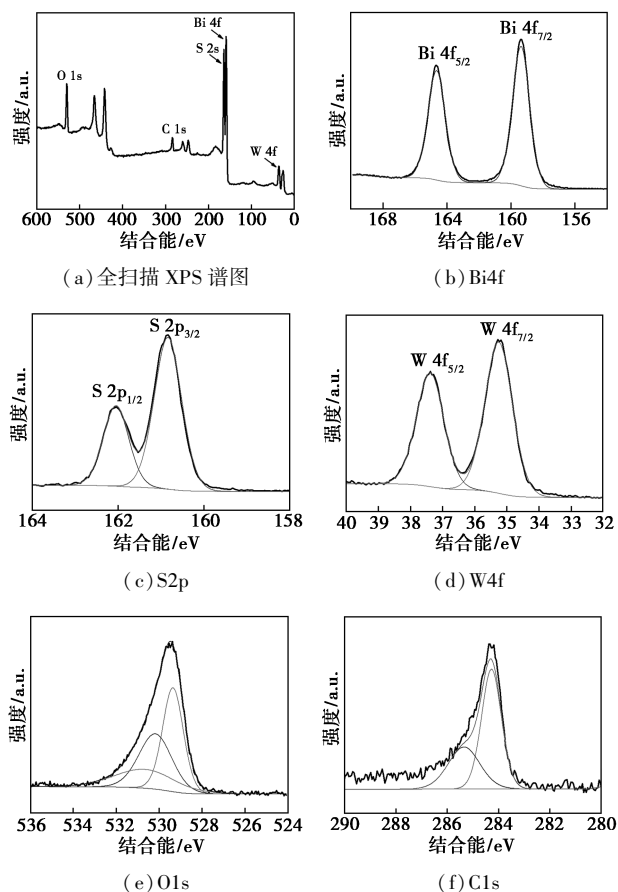 Bi 4f
S 2s
O 1s
C 1s
W 4f
强度/a.u.
600 500 400 300 200 100 0
结合能/eV
(a)全扫描 XPS 谱图
Bi 4f7/2
Bi 4f5/2
强度/a.u.
168 164 160 156
结合能/eV
(b)Bi4f
S 2p3/2
S 2p1/2
强度/a.u.
164 162 160 158
结合能/eV
(c)S2p
W 4f7/2
W 4f5/2
强度/a.u.
40 39 38 37 36 35 34 33 32
结合能/eV
(d)W4f
强度/a.u.
536 534 532 530 528 526 524
结合能/eV
(e)O1s
强度/a.u.
290 288 286 284 282 280
结合能/eV
(f)C1s